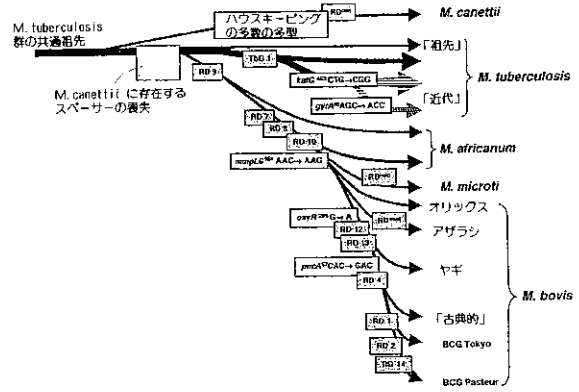 M. tuberculosis
群の共通祖先
ハウスキーピング
の多数の多型
M. canettii
M. canettii に存在する
スペーサーの喪失
「祖先」
TbD 1
M. tuberculosis
CTG→CGG
「近代」
AGC→ACC
RD 9
RD 7
RD 8
RD 10
M. africanum
AAC→AAG
M. microti
オリックス
G→A
アザラシ
RD 12
RD 13
ヤギ
M. bovis
CAC→GAC
RD 4
「古典的」
RD 1
BCG Tokyo
RD 2
RD 14
BCG Pasteur